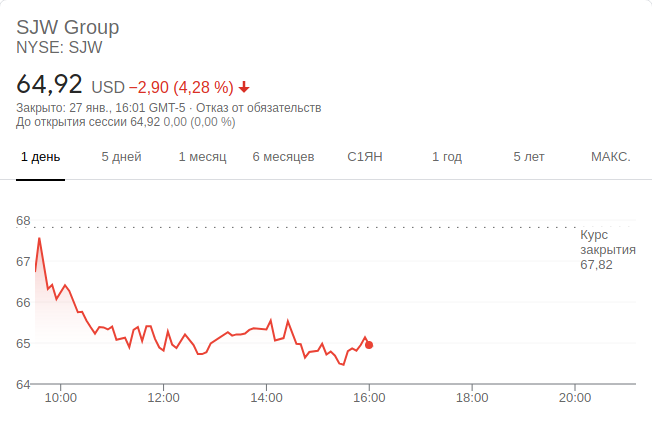 SJW Group
NYSE: SJW
64,92 USD −2,90 (4,28 %)
Закрыто: 27 янв., 16:01 GMT-5 · Отказ от обязательств
До открытия сессии 64,92 0,00 (0,00 %)
1 день 5 дней 1 месяц 6 месяцев С1ЯН 1 год 5 лет МАКС.
68
Курс
закрытия
67,82
67
66
65
64
10:00 12:00 14:00 16:00 18:00 20:00